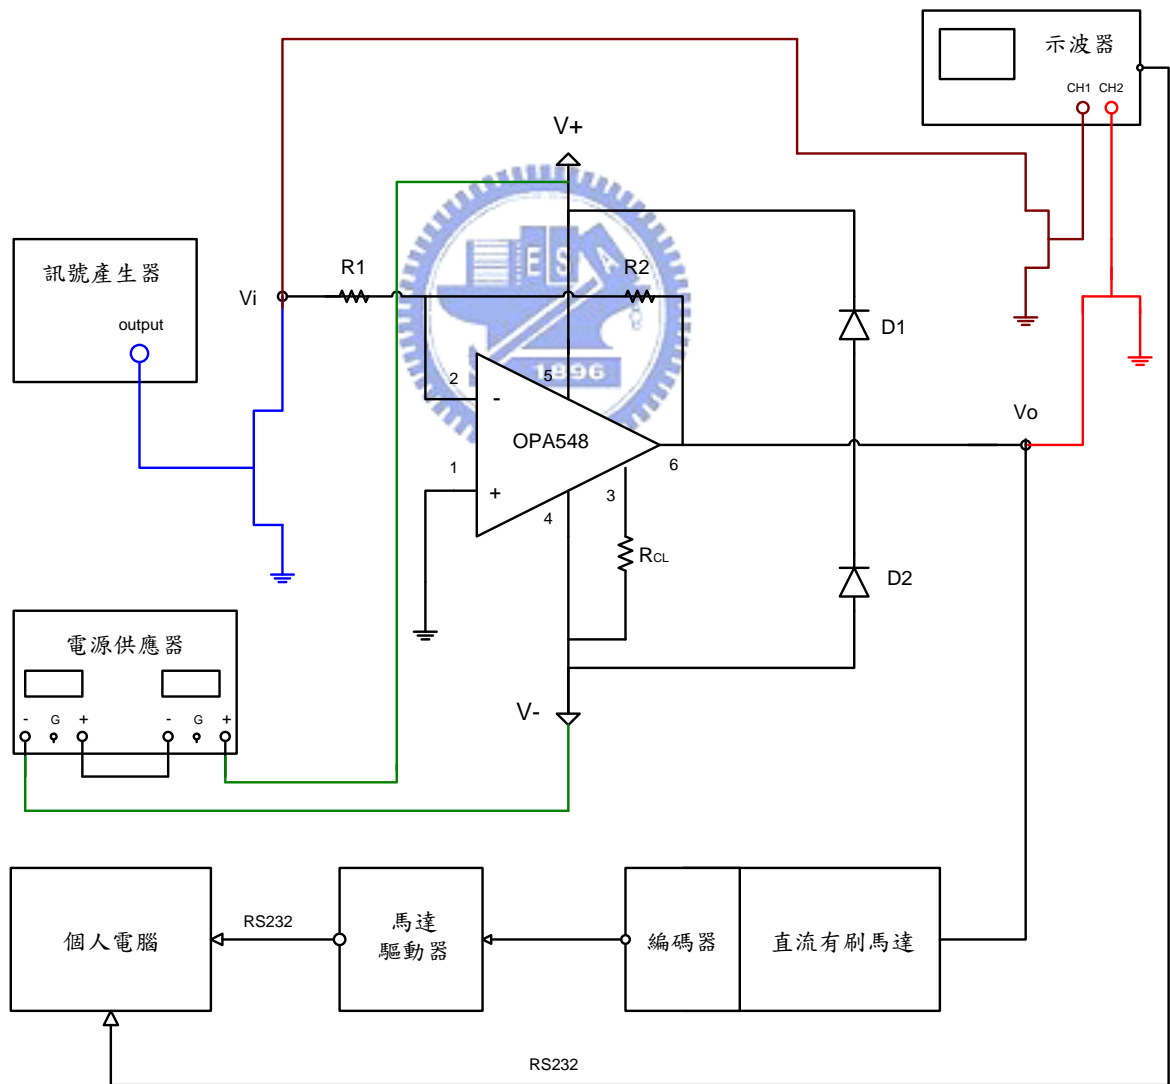 示波器
CH1 CH2
V+
訊號產生器
output
Vi
R1
R2
E S A
1896
D1
2
5
-
OPA548
1
+
4
3
6
Vo
RCL
D2
電源供應器
- G + - G +
V-
個人電腦
RS232
馬達
驅動器
編碼器
直流有刷馬達
RS232